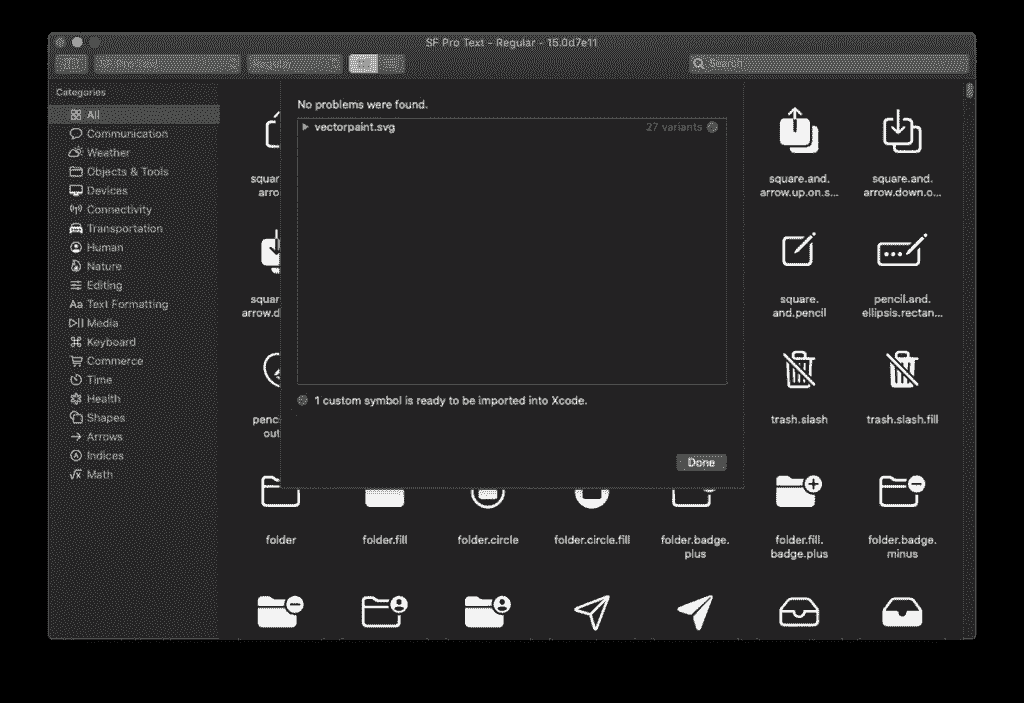 SF Pro Text – Regular – 15.0d7e11
SF Pro Text
Regular
Search
Categories
All
Communication
Weather
Objects & Tools
Devices
Connectivity
Transportation
Human
Nature
Editing
Aa Text Formatting
Media
Keyboard
Commerce
Time
Health
Shapes
Arrows
Indices
Math
No problems were found.
vectorpaint.svg
27 variants
1 custom symbol is ready to be imported into Xcode.
Done
squar
arro
square.and.
arrow.up.on.s...
square.and.
arrow.down.o...
squar
arrow.d
square.
and.pencil
pencil.and.
ellipsis.rectan...
penc
out
trash.slash
trash.slash.fill
folder
folder.fill
folder.circle
folder.circle.fill
folder.badge.
plus
folder.fill.
badge.plus
folder.badge.
minus